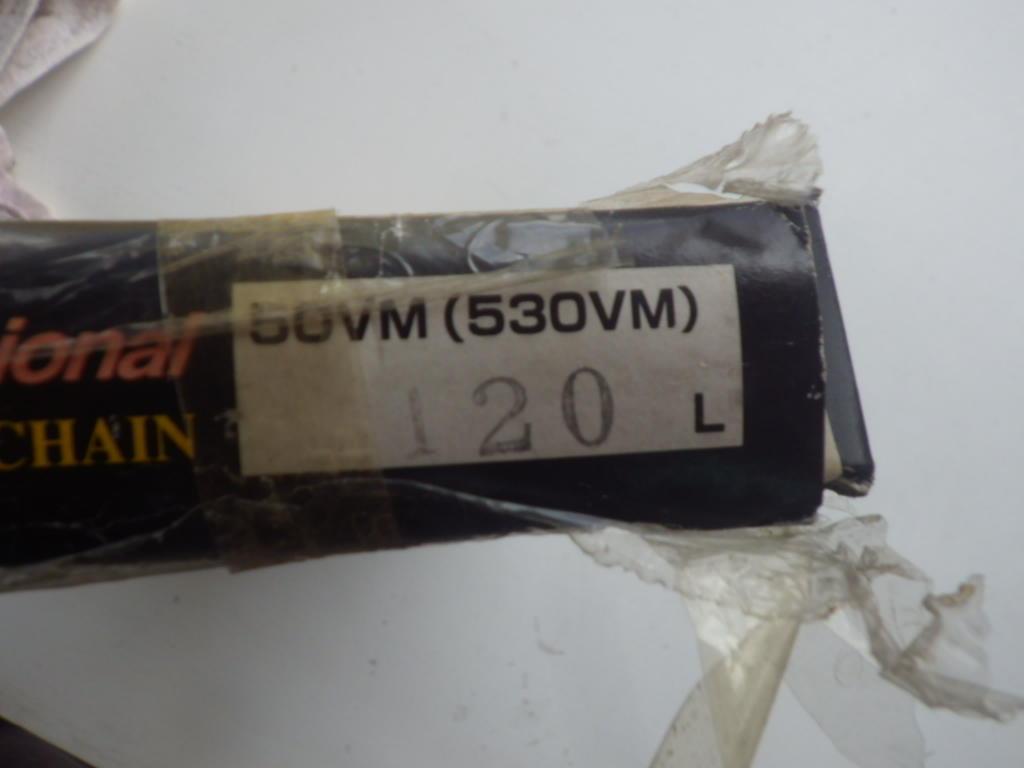 ional
CHAIN
50VM (530VM)
120 L